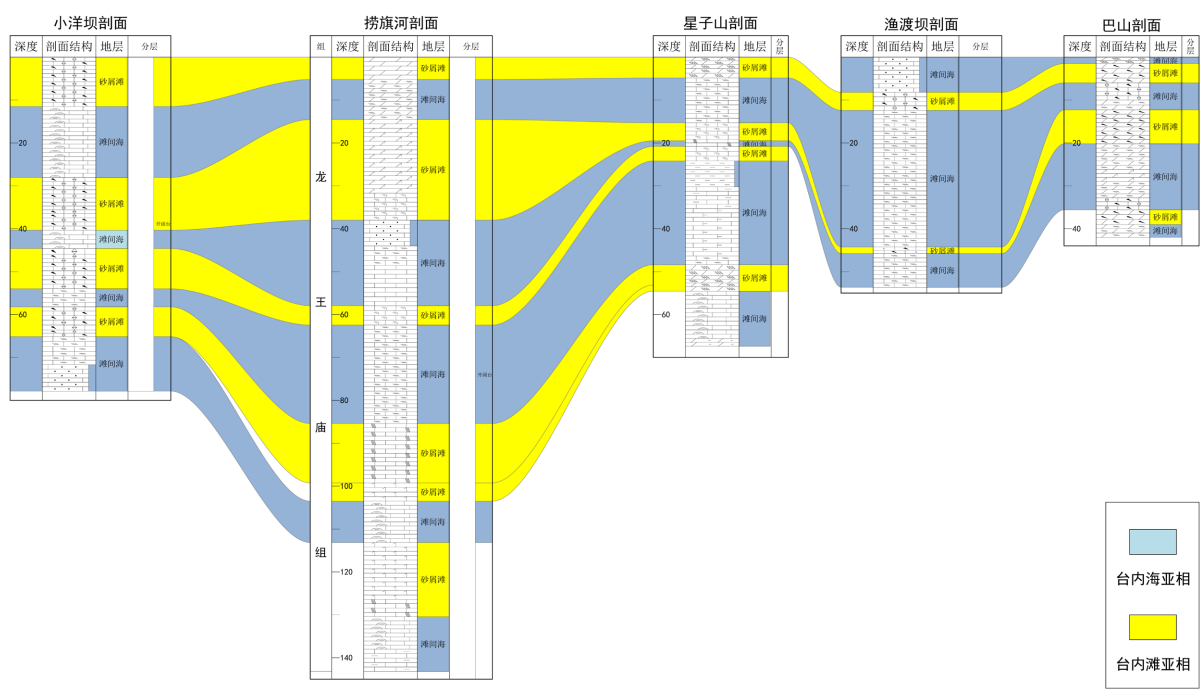 小洋坝剖面
深度 剖面结构 地层 分层
砂屑滩
滩间海
20
砂屑滩
40
滩间海
砂屑滩
滩间海
60
砂屑滩
滩间海
捞旗河剖面
组 深度 剖面结构 地层 分层
龙
王
庙
组
砂屑滩
滩间海
20
砂屑滩
40
滩间海
60
砂屑滩
滩间海
80
砂屑滩
100
砂屑滩
滩间海
120
砂屑滩
140
滩间海
星子山剖面
深度 剖面结构 地层 分层
砂屑滩
滩间海
砂屑滩
20
滩间海
砂屑滩
40
滩间海
砂屑滩
60
滩间海
渔渡坝剖面
深度 剖面结构 地层 分层
滩间海
砂屑滩
20
滩间海
40
砂屑滩
滩间海
巴山剖面
深度 剖面结构 地层 分层
滩间海
砂屑滩
滩间海
砂屑滩
20
滩间海
砂屑滩
40
滩间海
台内海亚相
台内滩亚相